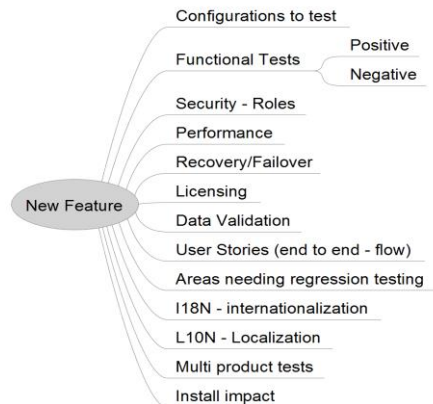 Configurations to test
Functional Tests
Positive
Negative
Security - Roles
Performance
Recovery/Failover
Licensing
New Feature
Data Validation
User Stories (end to end - flow)
Areas needing regression testing
I18N - internationalization
L10N - Localization
Multi product tests
Install impact